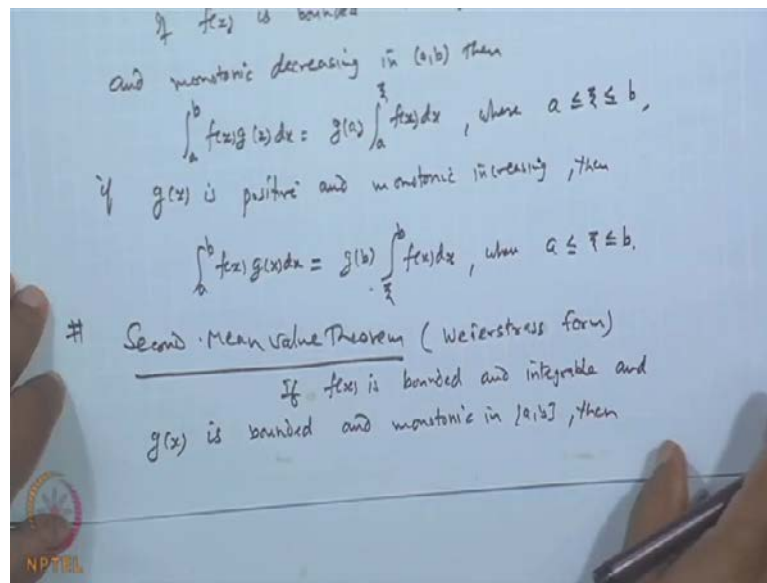 If f(x) is bounded
and monotonic decreasing in (a,b) then
∫_a^b f(x)g(x)dx = g(a) ∫_a^ξ f(x)dx , where a ≤ ξ ≤ b,
if g(x) is positive and monotonic increasing, then
∫_a^b f(x)g(x)dx = g(b) ∫_ξ^b f(x)dx , when a ≤ ξ ≤ b.
# Second Mean Value Theorem (Weierstrass form)
If f(x) is bounded and integrable and
g(x) is bounded and monotonic in [a,b], then
NPTEL